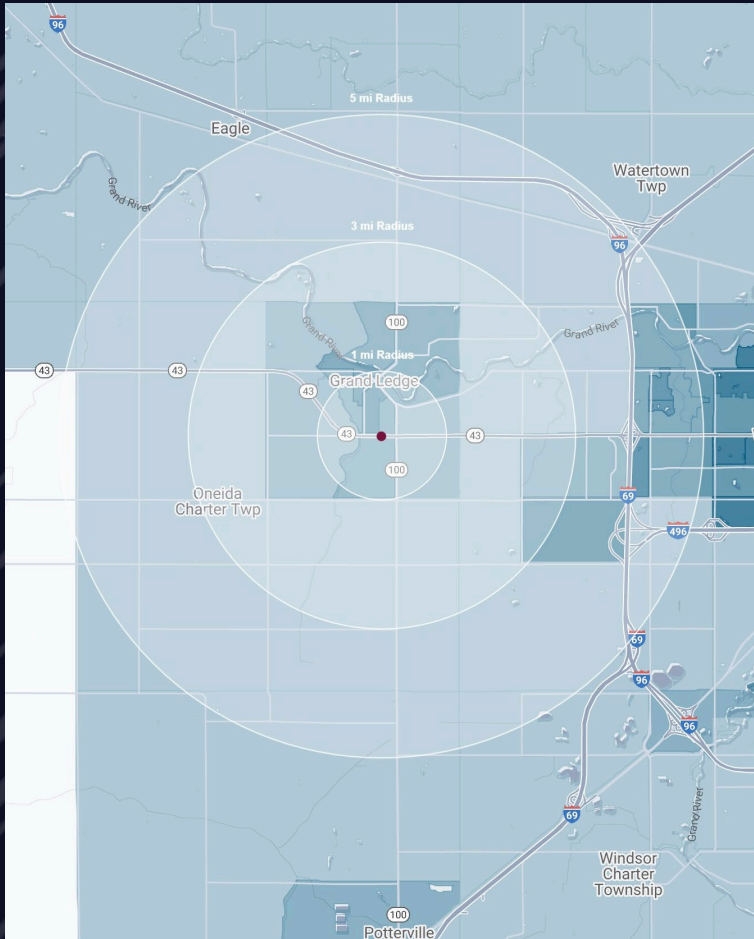 96
5 mi Radius
Eagle
Watertown
Twp
Grand River
3 mi Radius
96
100
Grand River
Grand River
1 mi Radius
43
43
Grand Ledge
43
43
43
100
Oneida
Charter Twp
69
496
69
96
96
69
Grand River
Windsor
Charter
Township
100
Potterville